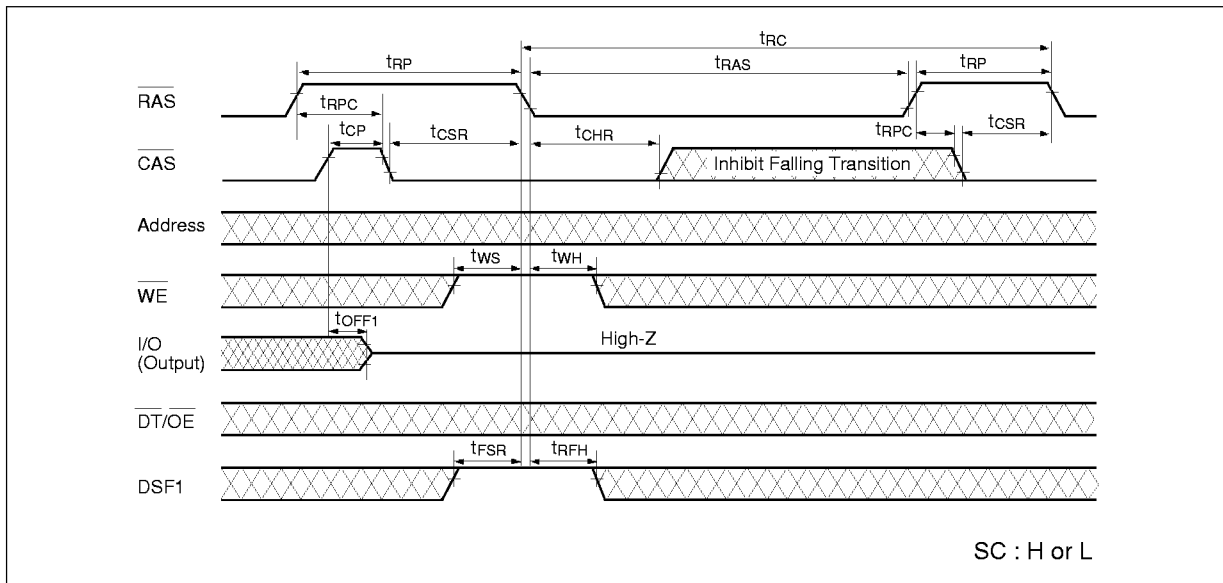 tRC
tRP tRAS tRP
RAS
tRPC
tCP tCSR tCHR tRPC tCSR
CAS Inhibit Falling Transition
Address
tWS tWH
WE
tOFF1
I/O High-Z
(Output)
DT/OE
tFSR tRFH
DSF1
SC : H or L